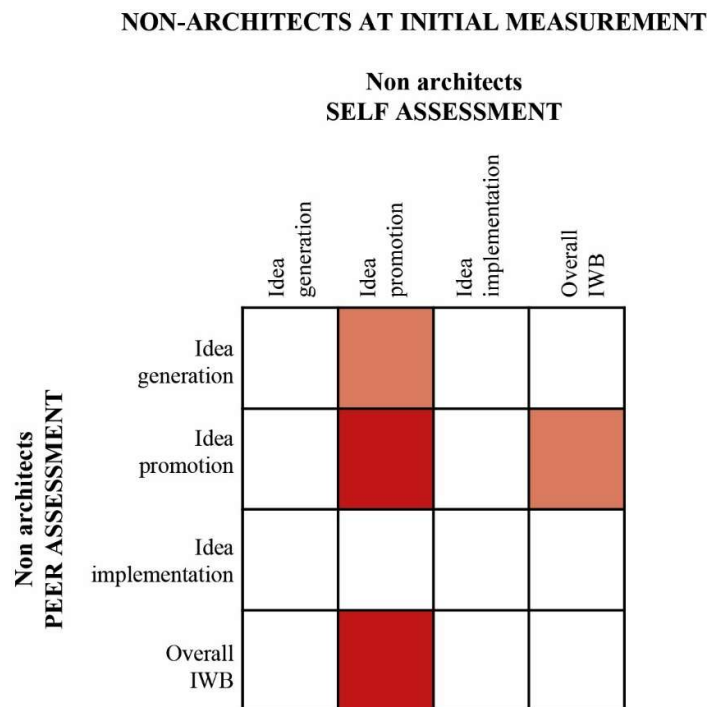 NON-ARCHITECTS AT INITIAL MEASUREMENT
Non architects
SELF ASSESSMENT
Idea
generation
Idea
promotion
Idea
implementation
Overall
IWB
Non architects
PEER ASSESSMENT
Idea
generation
Idea
promotion
Idea
implementation
Overall
IWB